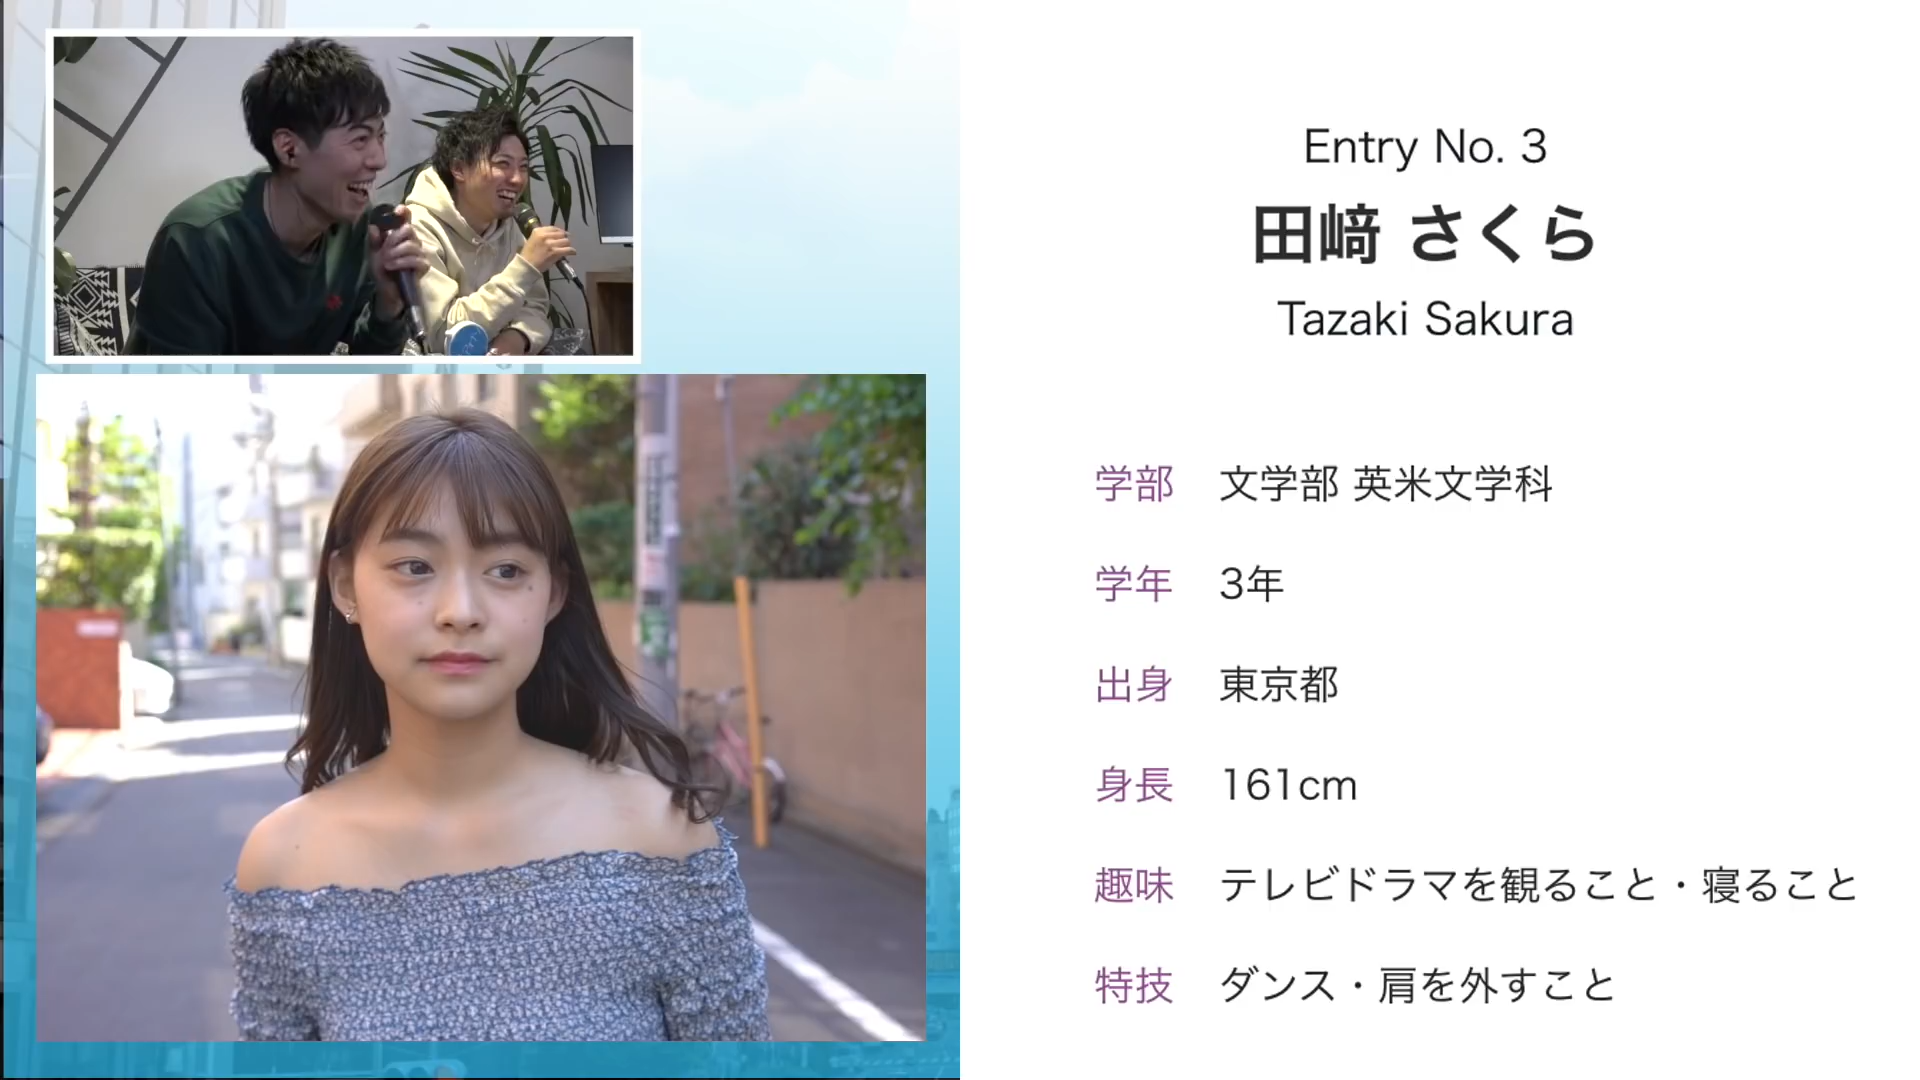 Entry No. 3
田﨑 さくら
Tazaki Sakura
学部 文学部 英米文学科
学年 3年
出身 東京都
身長 161cm
趣味 テレビドラマを観ること・寝ること
特技 ダンス・肩を外すこと